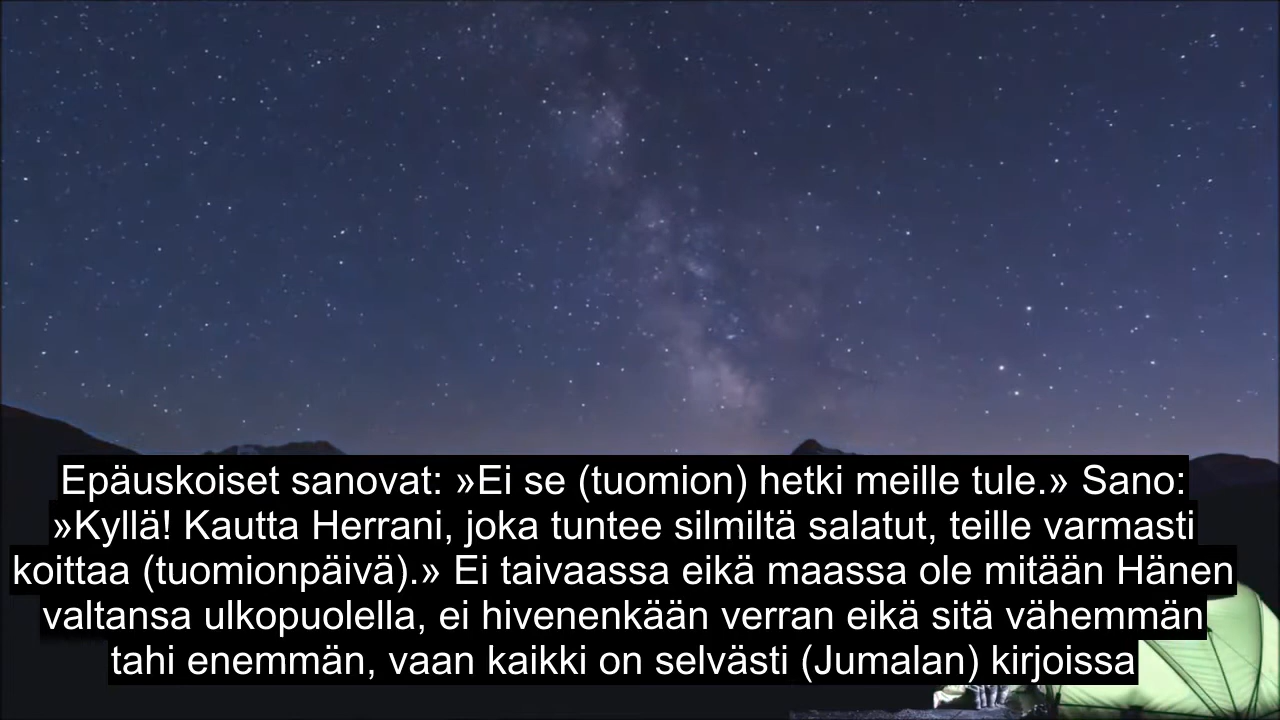 Epäuskoiset sanovat: »Ei se (tuomion) hetki meille tule.» Sano:
»Kyllä! Kautta Herrani, joka tuntee silmiltä salatut, teille varmasti
koittaa (tuomionpäivä).» Ei taivaassa eikä maassa ole mitään Hänen
valtansa ulkopuolella, ei hivenenkään verran eikä sitä vähemmän
tahi enemmän, vaan kaikki on selvästi (Jumalan) kirjoissa